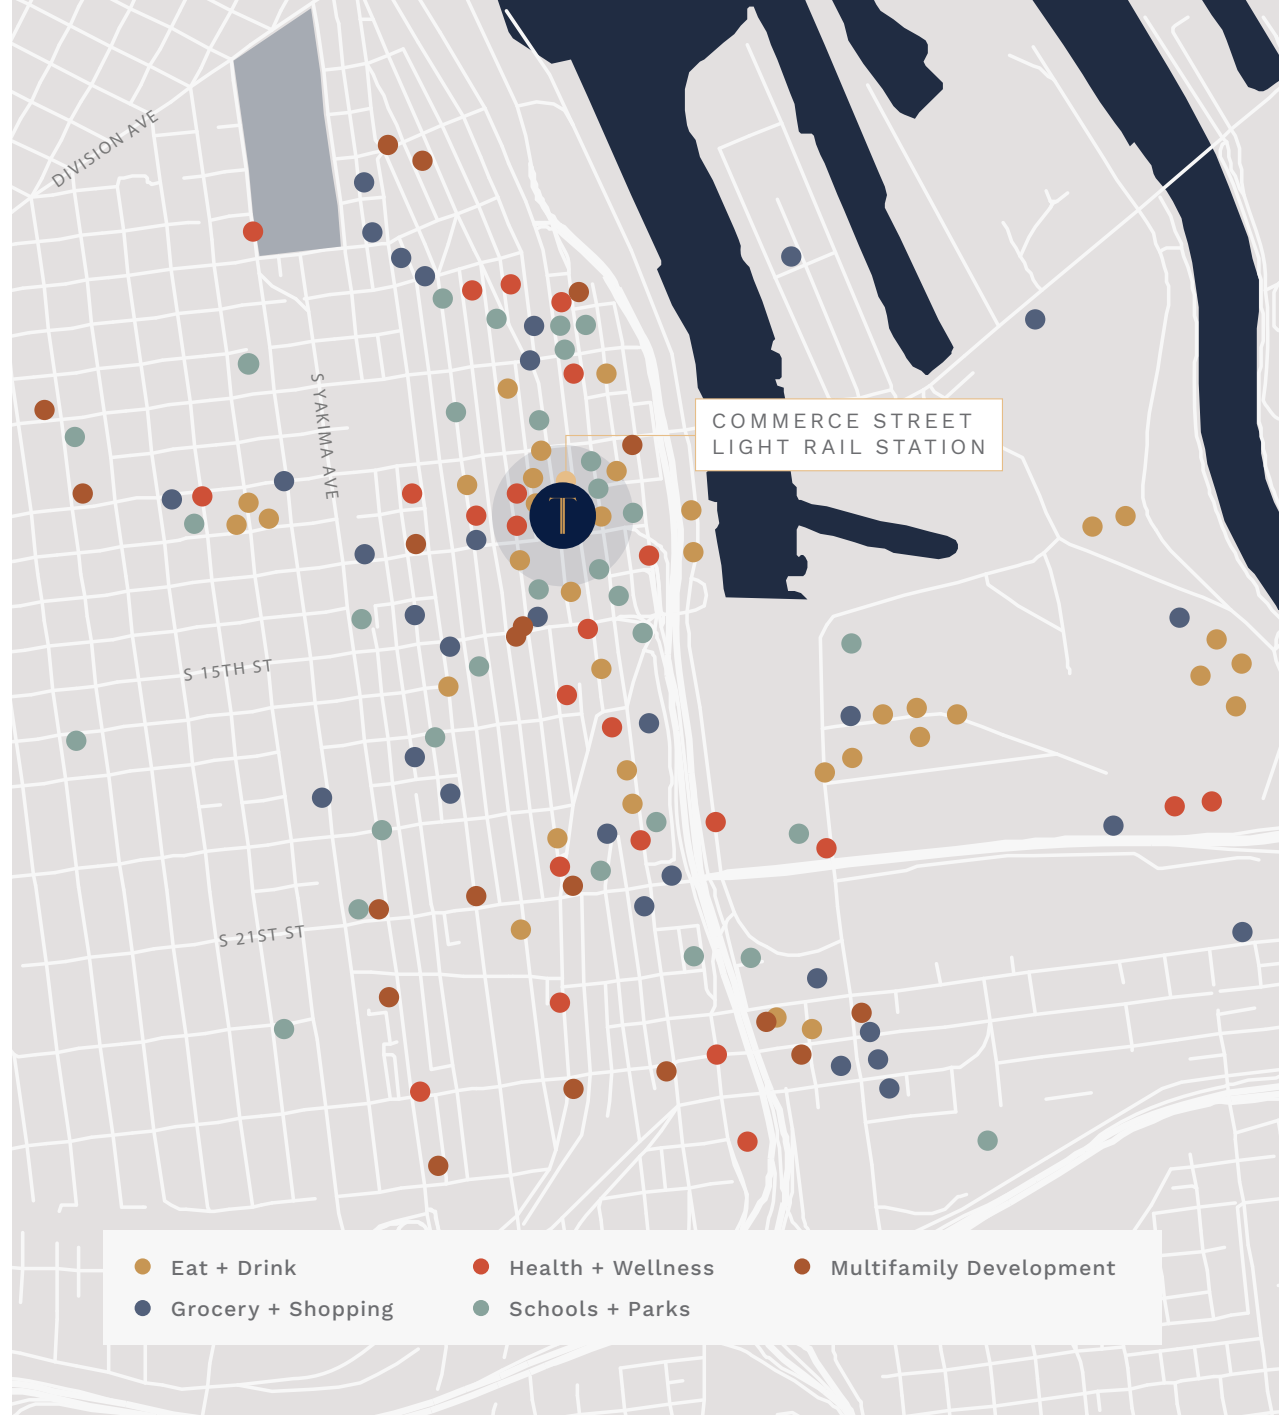 DIVISION AVE
S YAKIMA AVE
COMMERCE STREET
LIGHT RAIL STATION
T
S 15TH ST
S 21ST ST
Eat + Drink
Health + Wellness
Multifamily Development
Grocery + Shopping
Schools + Parks